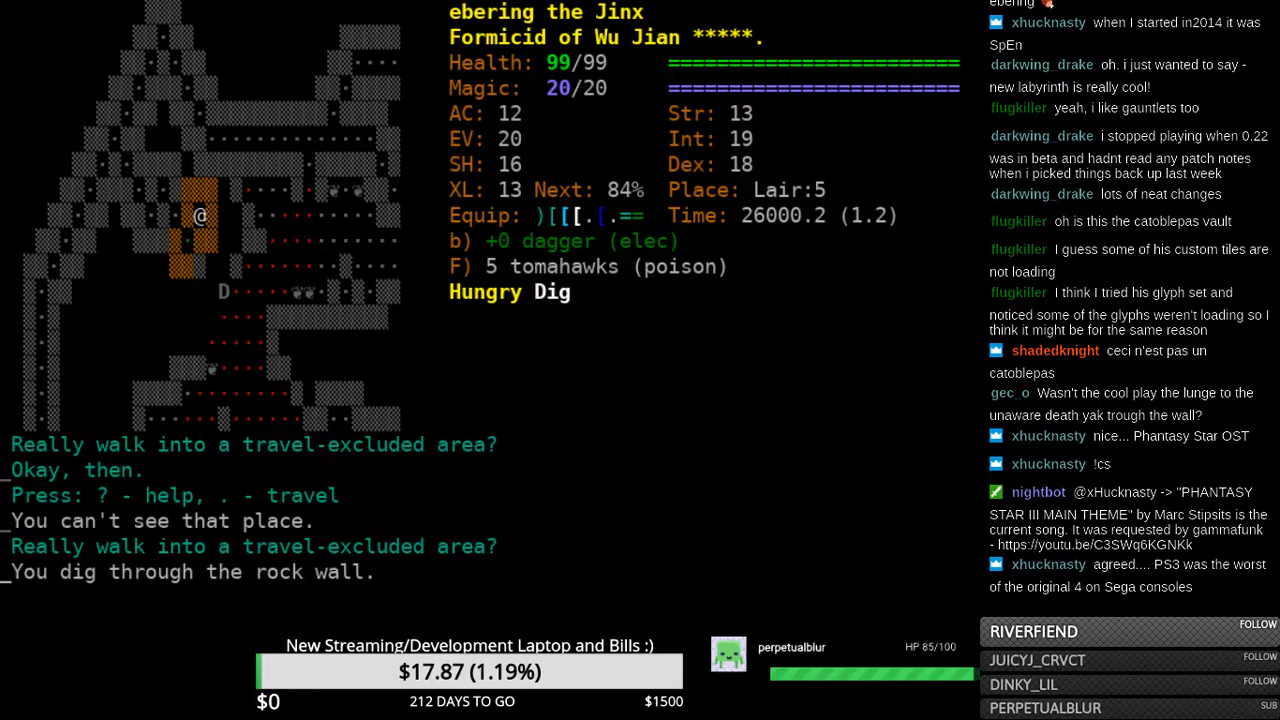 ebering the Jinx
Formicid of Wu Jian *****.
Health: 99/99 ========================
Magic: 20/20 ========================
AC: 12 Str: 13
EV: 20 Int: 19
SH: 16 Dex: 18
XL: 13 Next: 84% Place: Lair:5
Equip: )[[[.[.== Time: 26000.2 (1.2)
b) +0 dagger (elec)
F) 5 tomahawks (poison)
Hungry Dig
@
D
Really walk into a travel-excluded area?
_Okay, then.
Press: ? - help, . - travel
_You can't see that place.
Really walk into a travel-excluded area?
_You dig through the rock wall.
New Streaming/Development Laptop and Bills :)
$17.87 (1.19%)
$0 212 DAYS TO GO $1500
perpetualblur HP 85/100
ebering
xhucknasty when I started in2014 it was
SpEn
darkwing_drake oh. i just wanted to say -
new labyrinth is really cool!
flugkiller yeah, i like gauntlets too
darkwing_drake i stopped playing when 0.22
was in beta and hadnt read any patch notes
when i picked things back up last week
darkwing_drake lots of neat changes
flugkiller oh is this the catoblepas vault
flugkiller I guess some of his custom tiles are
not loading
flugkiller I think I tried his glyph set and
noticed some of the glyphs weren't loading so I
think it might be for the same reason
shadedknight ceci n'est pas un
catoblepas
gec_o Wasn't the cool play the lunge to the
unaware death yak trough the wall?
xhucknasty nice... Phantasy Star OST
xhucknasty !cs
nightbot @xHucknasty -> "PHANTASY
STAR III MAIN THEME" by Marc Stipsits is the
current song. It was requested by gammafunk
- https://youtu.be/C3SWq6KGNKk
xhucknasty agreed.... PS3 was the worst
of the original 4 on Sega consoles
RIVERFIEND FOLLOW
JUICYJ_CRVCT FOLLOW
DINKY_LIL FOLLOW
PERPETUALBLUR SUB